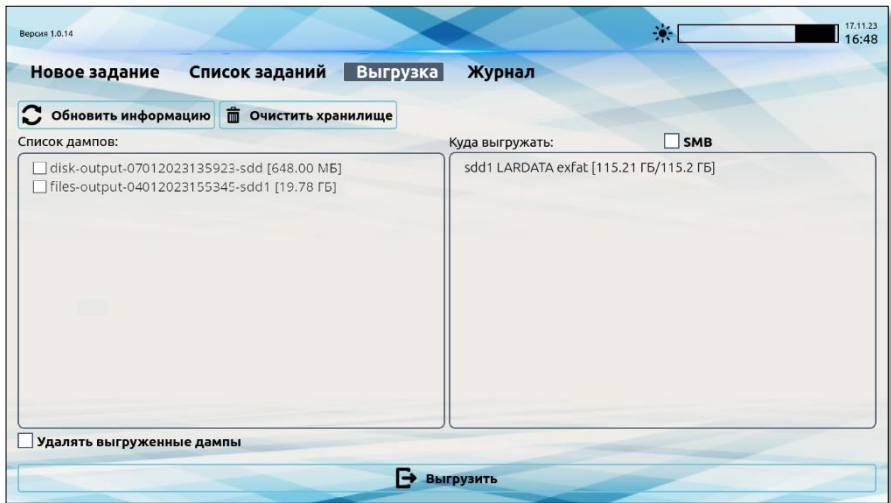 Версия 1.0.14
17.11.23
16:48
Новое задание Список заданий Выгрузка Журнал
Обновить информацию Очистить хранилище
Список дампов:
Куда выгружать: SMB
disk-output-07012023135923-sdd [648.00 МБ]
files-output-04012023155345-sdd1 [19.78 ГБ]
sdd1 LARDATA exfat [115.21 ГБ/115.2 ГБ]
Удалять выгруженные дампы
Выгрузить